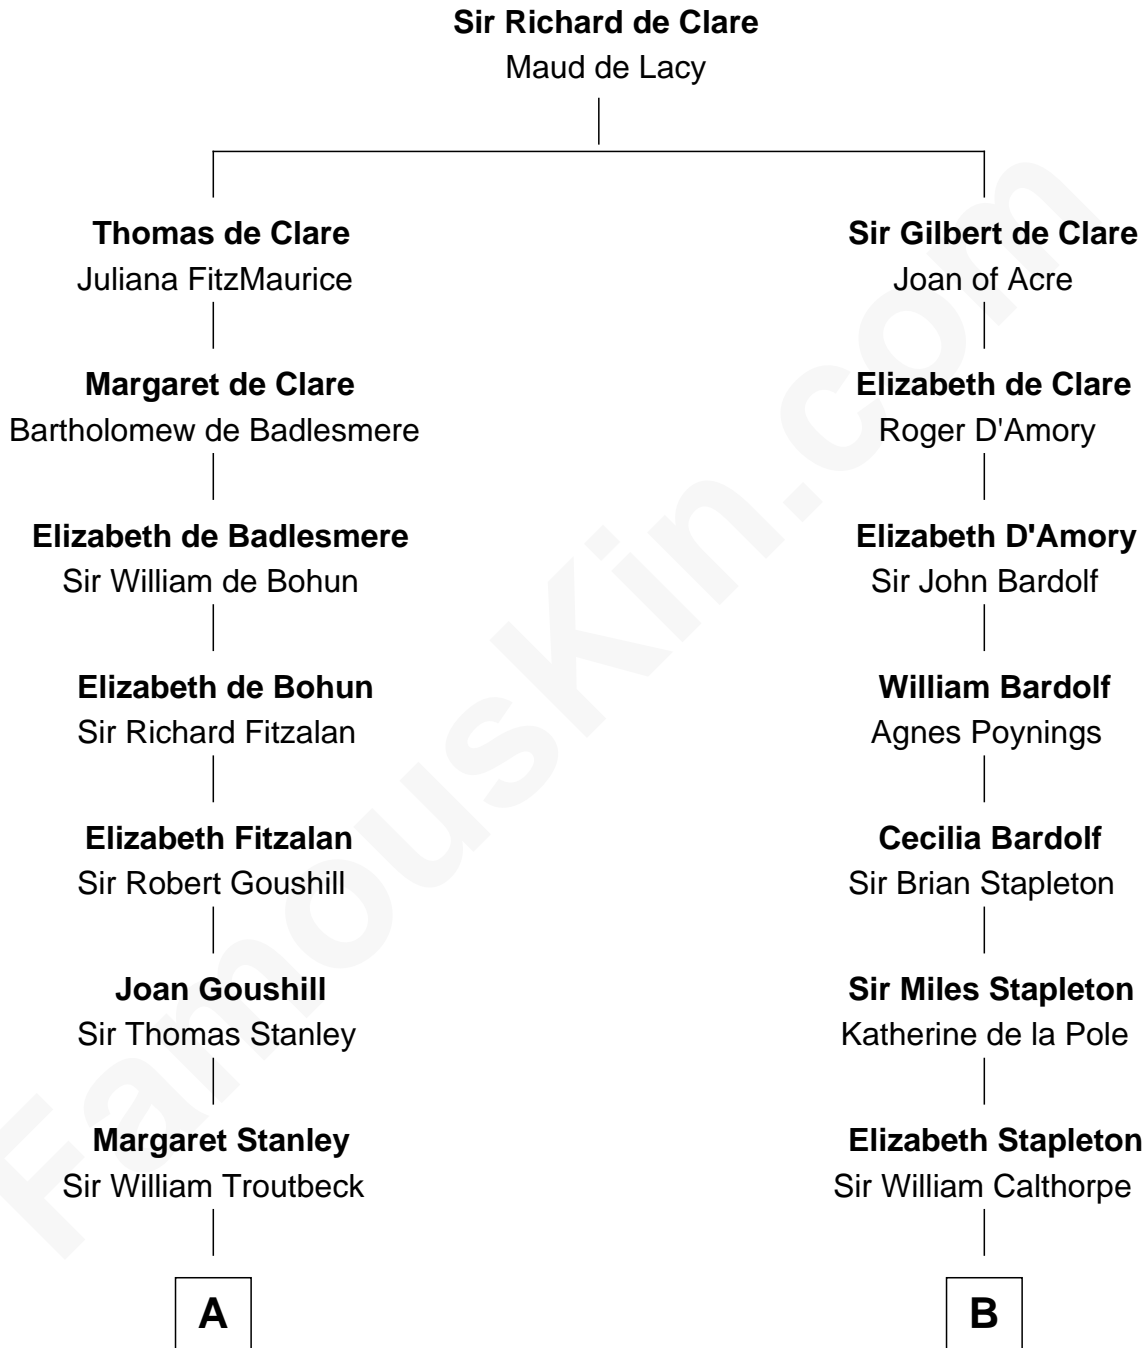 Sir Richard de Clare
Maud de Lacy
Thomas de Clare
Juliana FitzMaurice
Sir Gilbert de Clare
Joan of Acre
Margaret de Clare
Bartholomew de Badlesmere
Elizabeth de Clare
Roger D'Amory
Elizabeth de Badlesmere
Sir William de Bohun
Elizabeth D'Amory
Sir John Bardolf
Elizabeth de Bohun
Sir Richard Fitzalan
William Bardolf
Agnes Poynings
Elizabeth Fitzalan
Sir Robert Goushill
Cecilia Bardolf
Sir Brian Stapleton
Joan Goushill
Sir Thomas Stanley
Sir Miles Stapleton
Katherine de la Pole
Margaret Stanley
Sir William Troutbeck
Elizabeth Stapleton
Sir William Calthorpe
A
B
FamousKin.com